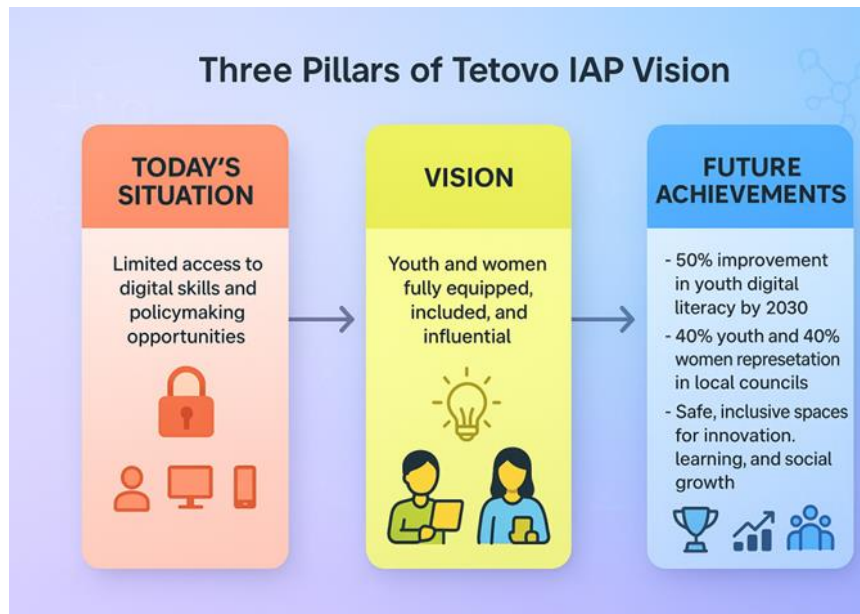 Three Pillars of Tetovo IAP Vision
TODAY'S
SITUATION
Limited access to
digital skills and
policymaking
opportunities
VISION
Youth and women
fully equipped,
included, and
influential
FUTURE
ACHIEVEMENTS
- 50% improvement
in youth digital
literacy by 2030
- 40% youth and 40%
women represetation
in local councils
- Safe, inclusive spaces
for innovation.
learning, and social
growth